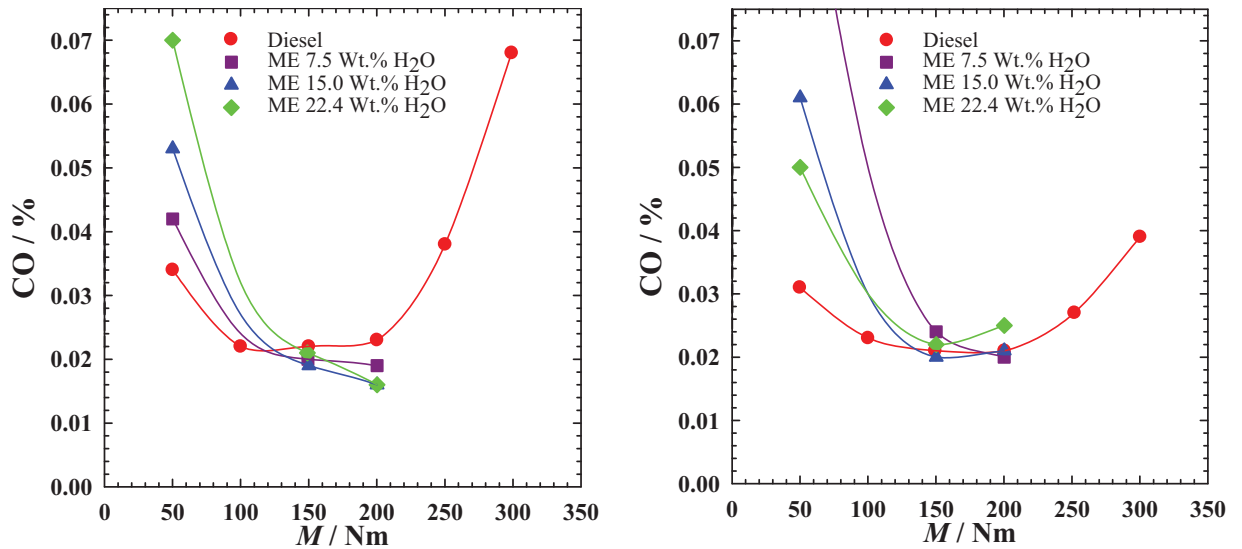 0.07
0.06
0.05
0.04
0.03
0.02
0.01
0.00
CO / %
0 50 100 150 200 250 300 350
M / Nm
Diesel
ME 7.5 Wt.% H2O
ME 15.0 Wt.% H2O
ME 22.4 Wt.% H2O
0.07
0.06
0.05
0.04
0.03
0.02
0.01
0.00
CO / %
0 50 100 150 200 250 300 350
M / Nm
Diesel
ME 7.5 Wt.% H2O
ME 15.0 Wt.% H2O
ME 22.4 Wt.% H2O